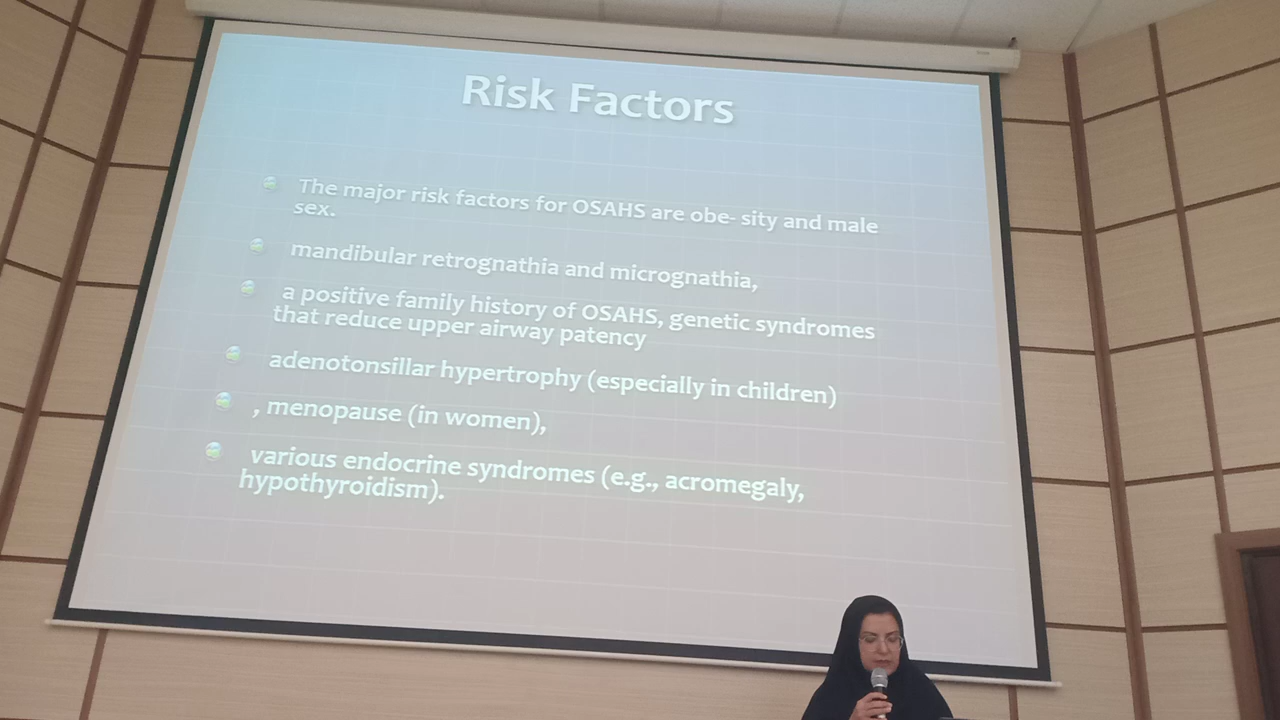 Risk Factors
The major risk factors for OSAHS are obe- sity and male
sex.
mandibular retrognathia and micrognathia,
a positive family history of OSAHS, genetic syndromes
that reduce upper airway patency
adenotonsillar hypertrophy (especially in children)
, menopause (in women),
various endocrine syndromes (e.g., acromegaly,
hypothyroidism).